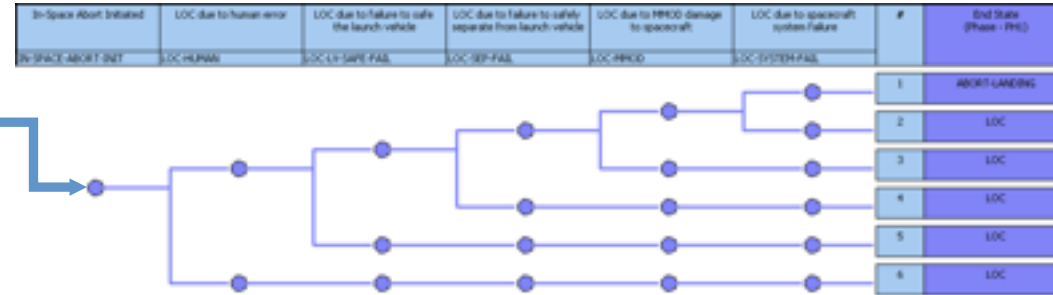 In-Space Abort Initiated
LOC due to human error
LOC due to failure to safe
the launch vehicle
LOC due to failure to safely
separate from launch vehicle
LOC due to MMOD damage
to spacecraft
LOC due to spacecraft
system failure
#
End State
(Phase - PH1)
IN-SPACE-ABORT-INIT
LOC-HUMAN
LOC-LV-SAFE-FAIL
LOC-SEP-FAIL
LOC-MMOD
LOC-SYSTEM-FAIL
1
ABORT-LANDING
2
LOC
3
LOC
4
LOC
5
LOC
6
LOC